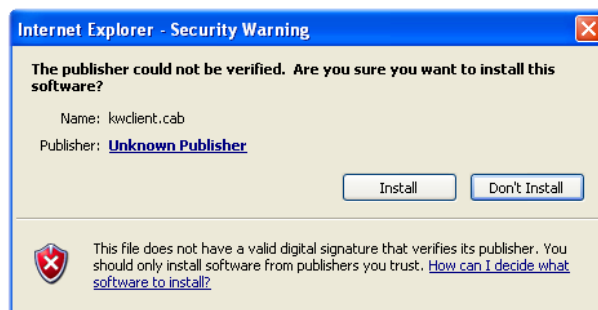 Internet Explorer - Security Warning
The publisher could not be verified. Are you sure you want to install this
software?
Name: kwclient.cab
Publisher: Unknown Publisher
Install Don't Install
This file does not have a valid digital signature that verifies its publisher. You
should only install software from publishers you trust. How can I decide what
software to install?